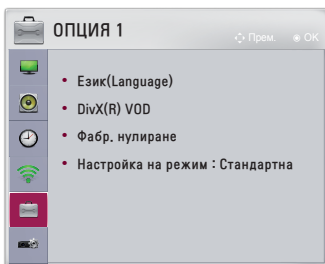 ОПЦИЯ 1
Прем.
OK
• Език(Language)
• DivX(R) VOD
• Фабр. нулиране
• Настройка на режим : Стандартна